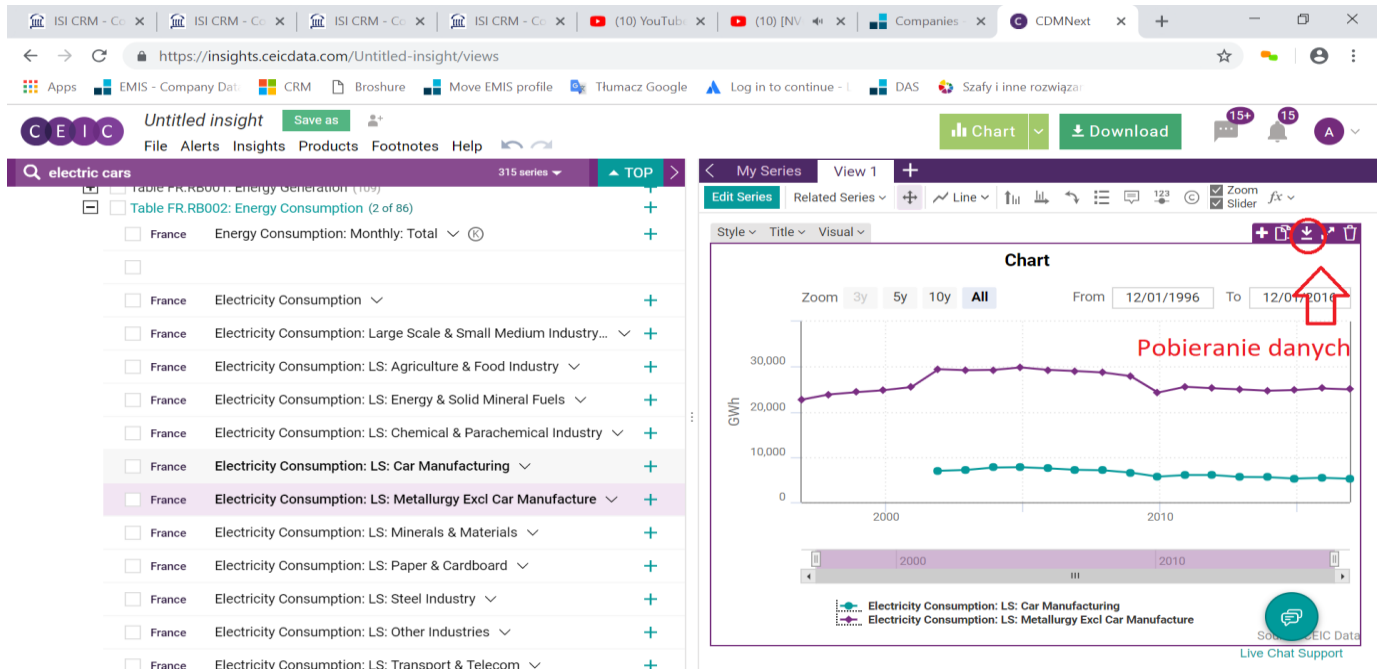 ISI CRM - Co
ISI CRM - Co
ISI CRM - Co
ISI CRM - Co
(10) YouTube
(10) [NV
Companies -
CDMNext
https://insights.ceicdata.com/Untitled-insight/views
Apps
EMIS - Company Dat
CRM
Broshure
Move EMIS profile
Tłumacz Google
Log in to continue -
DAS
Szafy i inne rozwiązan
CEIC
Untitled insight
Save as
File Alerts Insights Products Footnotes Help
Chart
Download
15+
15
A
electric cars
315 series
TOP
Table FR.RB001: Energy Generation (109)
Table FR.RB002: Energy Consumption (2 of 86)
France Energy Consumption: Monthly: Total K
France Electricity Consumption
France Electricity Consumption: Large Scale & Small Medium Industry...
France Electricity Consumption: LS: Agriculture & Food Industry
France Electricity Consumption: LS: Energy & Solid Mineral Fuels
France Electricity Consumption: LS: Chemical & Parachemical Industry
France Electricity Consumption: LS: Car Manufacturing
France Electricity Consumption: LS: Metallurgy Excl Car Manufacture
France Electricity Consumption: LS: Minerals & Materials
France Electricity Consumption: LS: Paper & Cardboard
France Electricity Consumption: LS: Steel Industry
France Electricity Consumption: LS: Other Industries
France Electricity Consumption: LS: Transport & Telecom
My Series
View 1
Edit Series
Related Series
Line
123
C
Zoom
Slider
fx
Style
Title
Visual
Chart
Zoom 3y 5y 10y All
From 12/01/1996 To 12/01/2016
Pobieranie danych
GWh
30,000
20,000
10,000
0
2000
2010
2000
2010
Electricity Consumption: LS: Car Manufacturing
Electricity Consumption: LS: Metallurgy Excl Car Manufacture
CEIC Data
Live Chat Support